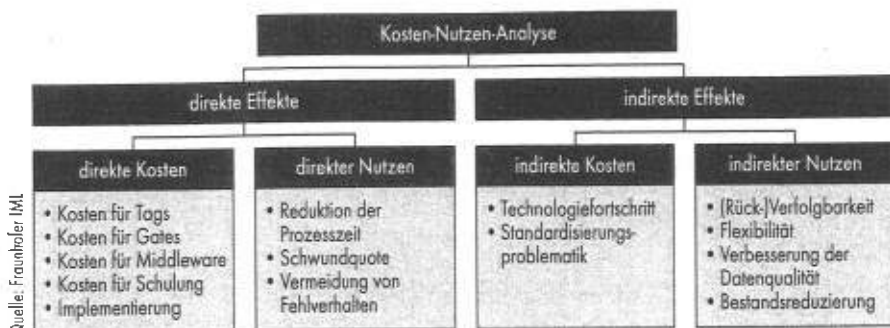 Kosten-Nutzen-Analyse
direkte Effekte
indirekte Effekte
direkte Kosten
• Kosten für Tags
• Kosten für Gates
• Kosten für Middleware
• Kosten für Schulung
• Implementierung
direkter Nutzen
• Reduktion der
Prozesszeit
• Schwundquote
• Vermeidung von
Fehlverhalten
indirekte Kosten
• Technologiefortschritt
• Standardisierungs-
problematik
indirekter Nutzen
• (Rück-)Verfolgbarkeit
• Flexibilität
• Verbesserung der
Datenqualität
• Bestandsreduzierung
Quelle: Fraunhofer IML